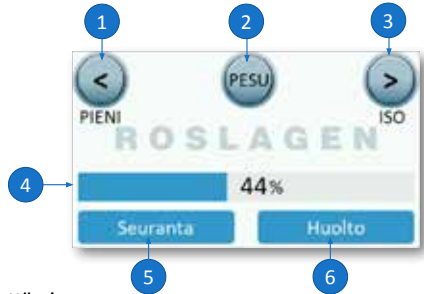 1 2 3
< PESU >
PIENI ISO
ROSLAGEN
4 44%
Seuranta Huolto
5 6